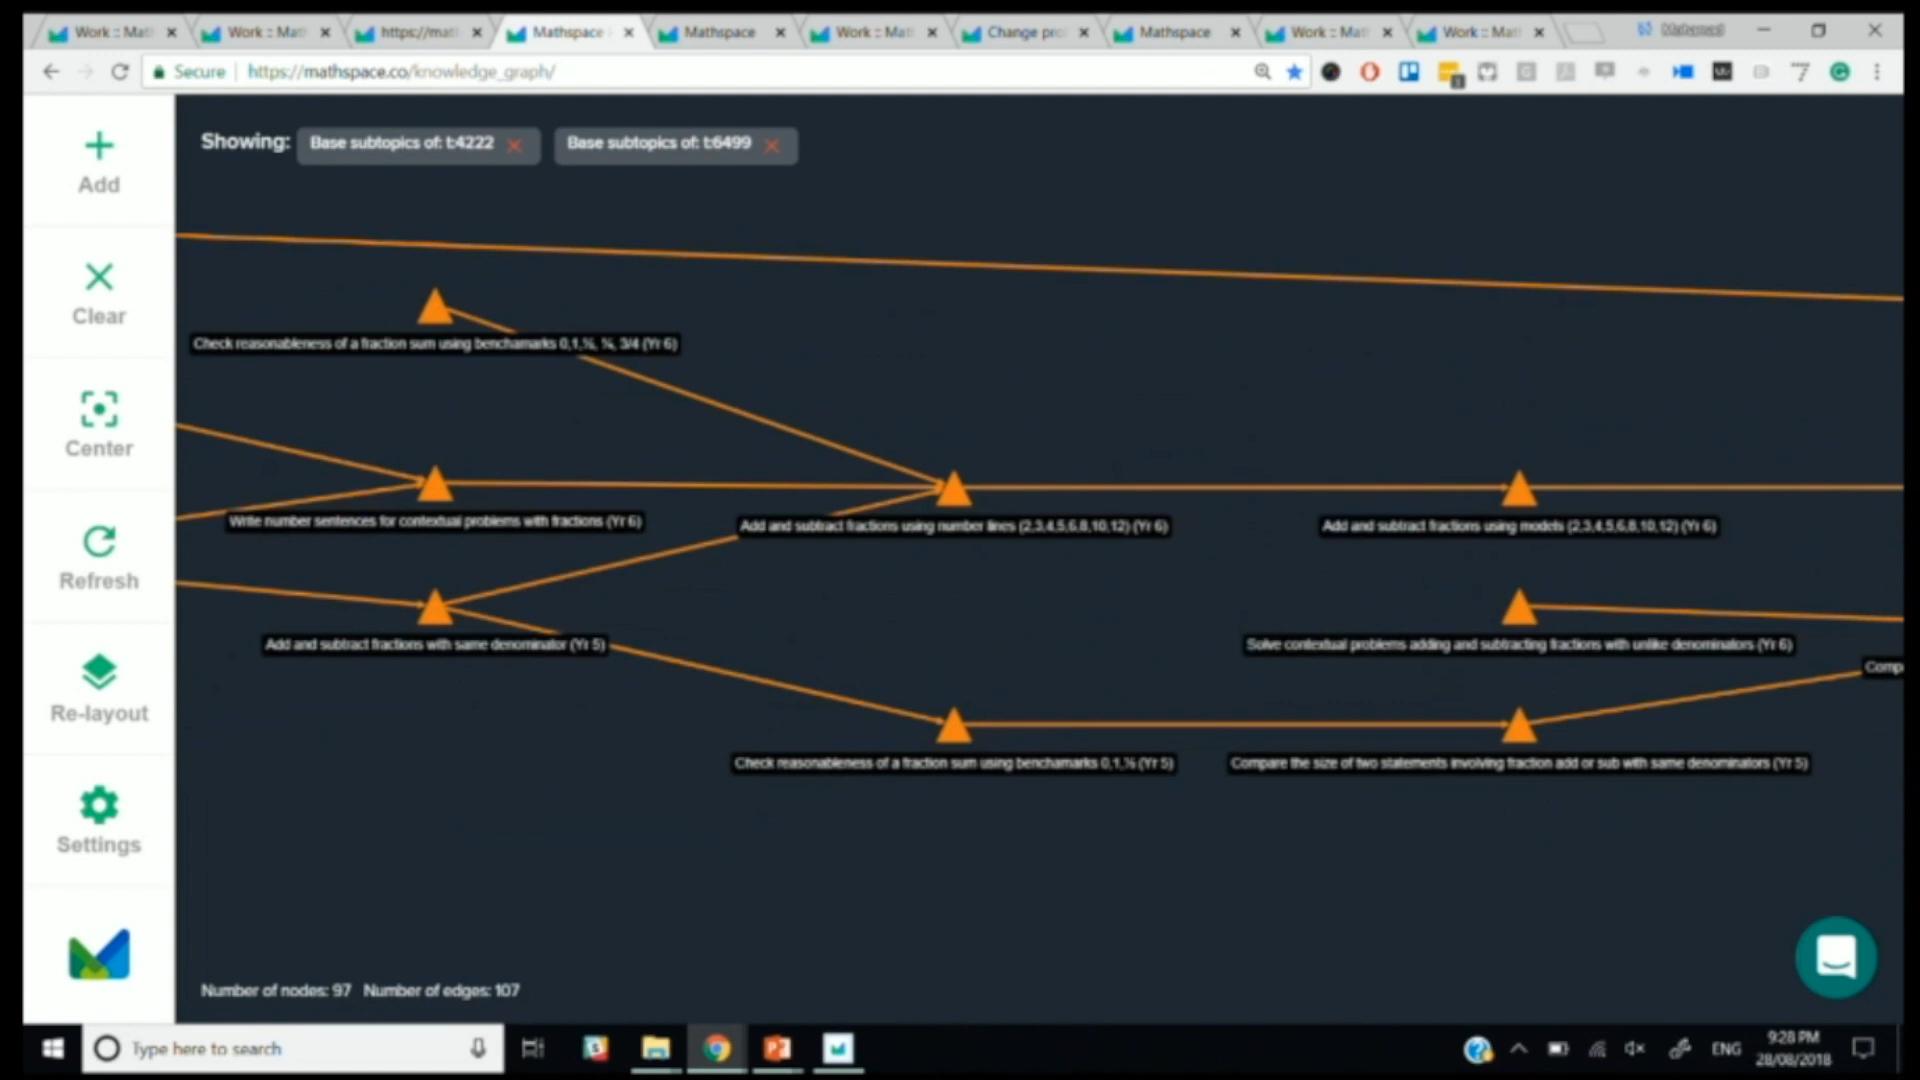 Work :: Mat
Work :: Mat
https://mat
Mathspace
Mathspace
Work :: Mat
Change pro
Mathspace
Work :: Mat
Work :: Mat
Secure
https://mathspace.co/knowledge_graph/
Add
Clear
Center
Refresh
Re-layout
Settings
Showing:
Base subtopics of: t:4222
Base subtopics of: t:6499
Check reasonableness of a fraction sum using benchamarks 0,1,½, ¼, 3/4 (Yr 6)
Write number sentences for contextual problems with fractions (Yr 6)
Add and subtract fractions using number lines (2,3,4,5,6,8,10,12) (Yr 6)
Add and subtract fractions using models (2,3,4,5,6,8,10,12) (Yr 6)
Add and subtract fractions with same denominator (Yr 5)
Solve contextual problems adding and subtracting fractions with unlike denominators (Yr 6)
Comp
Check reasonableness of a fraction sum using benchamarks 0,1,½ (Yr 5)
Compare the size of two statements involving fraction add or sub with same denominators (Yr 5)
Number of nodes: 97 Number of edges: 107
Type here to search
ENG
9:28 PM
28/08/2018